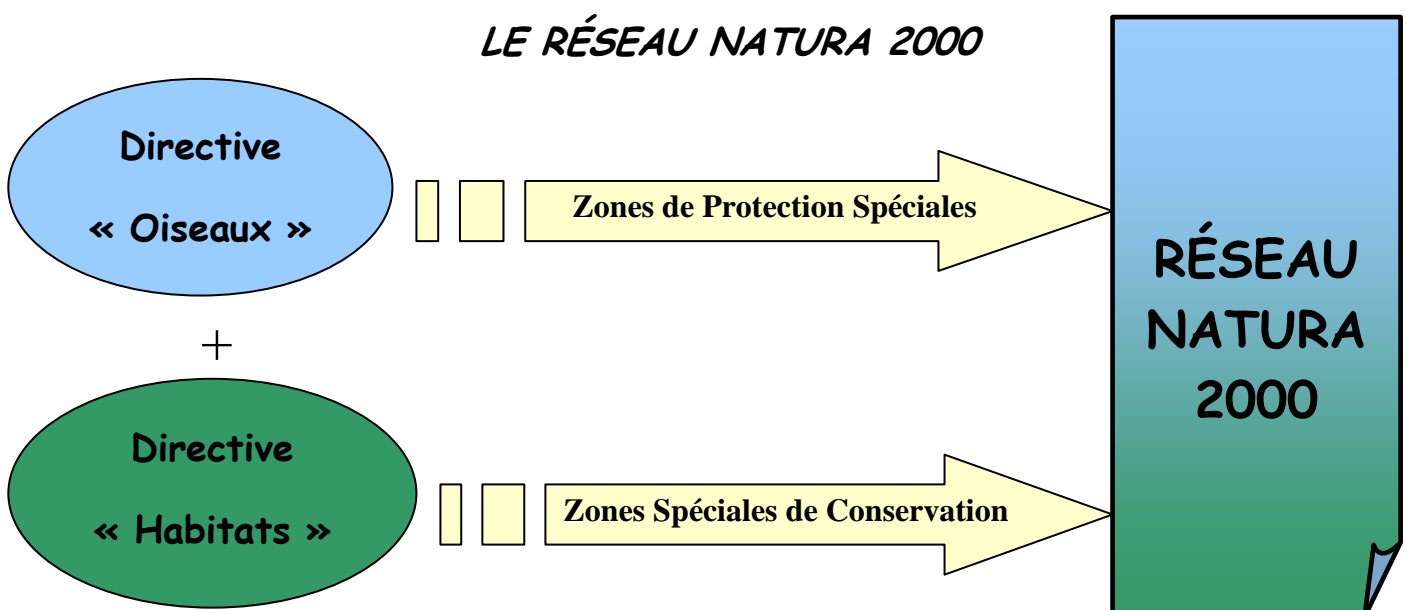 LE RÉSEAU NATURA 2000
Directive
« Oiseaux »
Zones de Protection Spéciales
+
Directive
« Habitats »
Zones Spéciales de Conservation
RÉSEAU
NATURA
2000